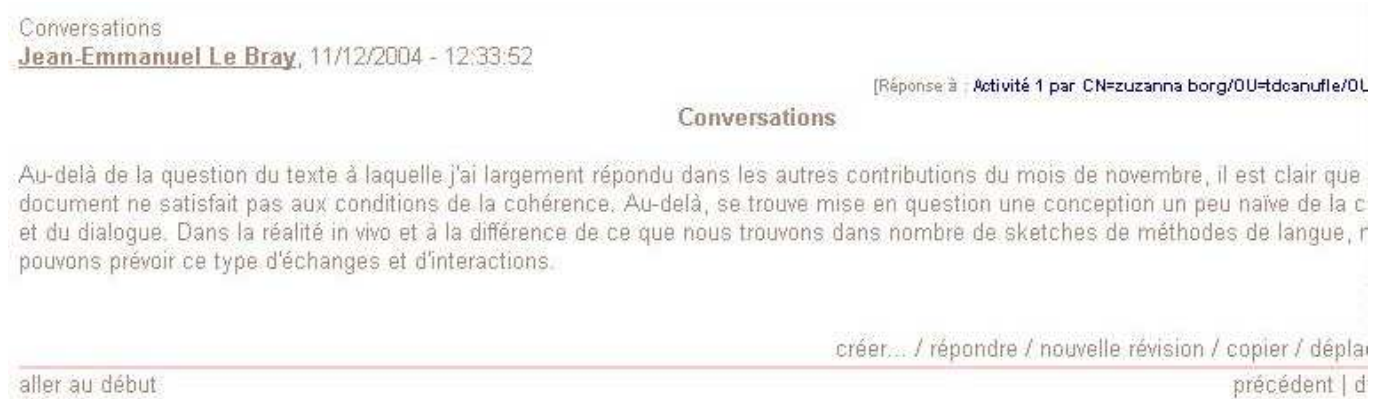 Conversations
Jean-Emmanuel Le Bray, 11/12/2004 - 12:33:52
[Réponse à : Activité 1 par CN=zuzanna borg/OU=tdcanufle/OU
Conversations
Au-delà de la question du texte à laquelle j'ai largement répondu dans les autres contributions du mois de novembre, il est clair que
document ne satisfait pas aux conditions de la cohérence. Au-delà, se trouve mise en question une conception un peu naïve de la c
et du dialogue. Dans la réalité in vivo et à la différence de ce que nous trouvons dans nombre de sketches de méthodes de langue, n
pouvons prévoir ce type d'échanges et d'interactions.
créer... / répondre / nouvelle révision / copier / dépla
aller au début
précédent | d